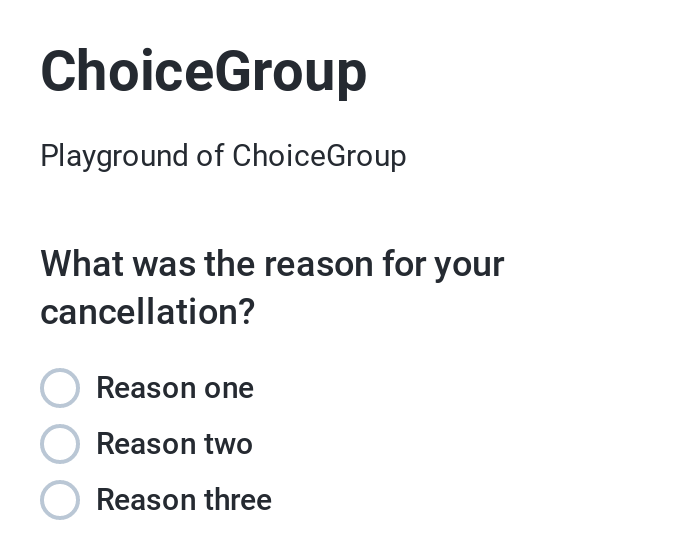 ChoiceGroup
Playground of ChoiceGroup
What was the reason for your
cancellation?
Reason one
Reason two
Reason three